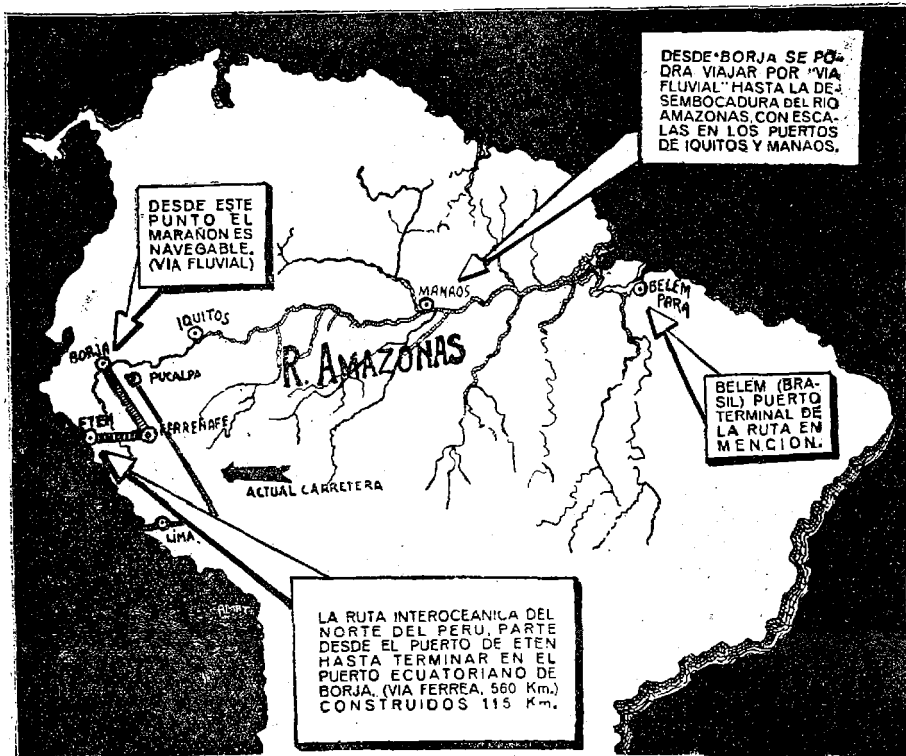 DESDE BORJA SE PO-
DRA VIAJAR POR "VIA
FLUVIAL" HASTA LA DE-
SEMBOCADURA DEL RIO
AMAZONAS, CON ESCA-
LAS EN LOS PUERTOS
DE IQUITOS Y MANAOS.
DESDE ESTE
PUNTO EL
MARAÑON ES
NAVEGABLE.
(VIA FLUVIAL)
MANAOS
BELEM
PARA
IQUITOS
R. AMAZONAS
BORJA
PUCALPA
BELEM (BRA-
SIL) PUERTO
TERMINAL DE
LA RUTA EN
MENCION.
ETEN
FERREÑAFE
ACTUAL CARRETERA
LIMA
LA RUTA INTEROCEANICA DEL
NORTE DEL PERU, PARTE
DESDE EL PUERTO DE ETEN
HASTA TERMINAR EN EL
PUERTO ECUATORIANO DE
BORJA. (VIA FERREA, 560 Km.)
CONSTRUIDOS 115 Km.